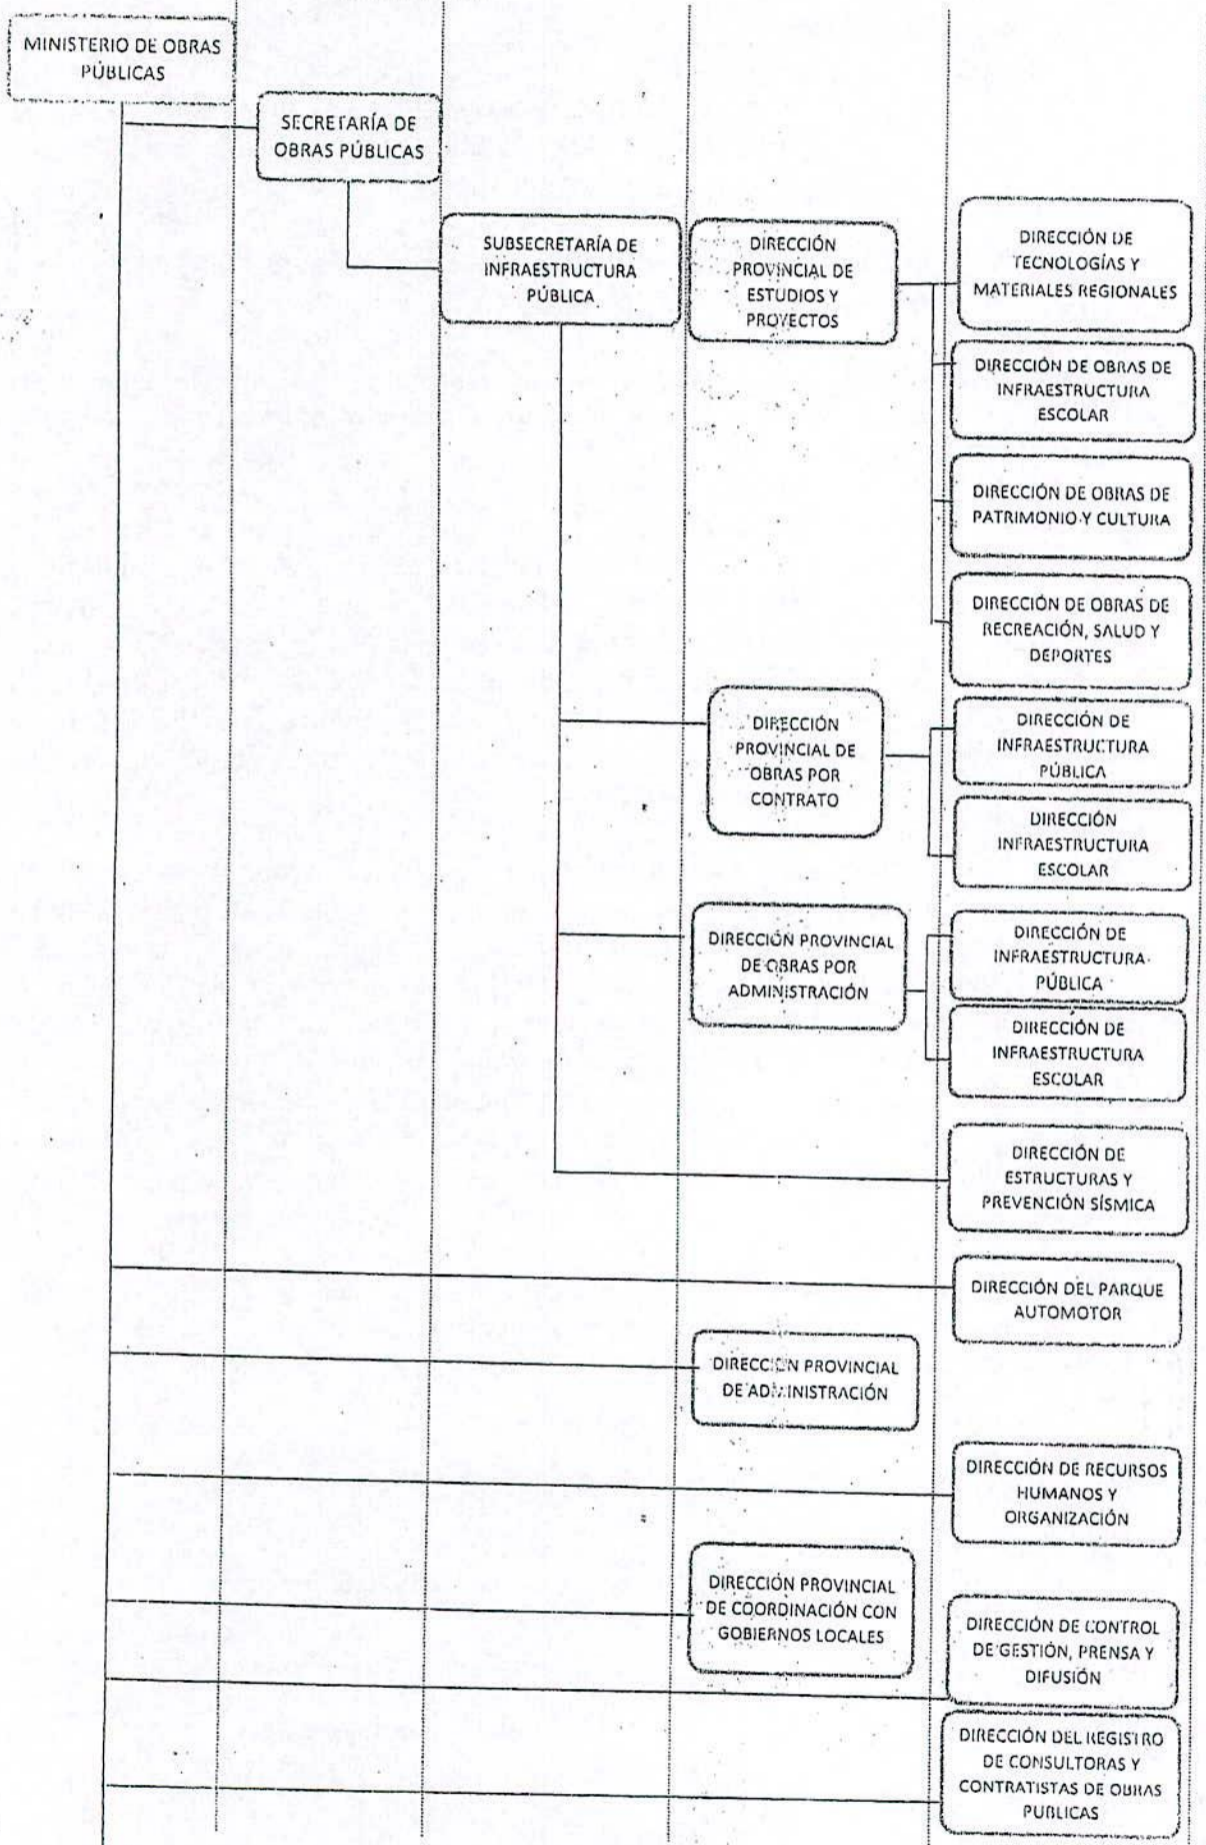 MINISTERIO DE OBRAS
PÚBLICAS
SECRETARÍA DE
OBRAS PÚBLICAS
SUBSECRETARÍA DE
INFRAESTRUCTURA
PÚBLICA
DIRECCIÓN
PROVINCIAL DE
ESTUDIOS Y
PROYECTOS
DIRECCIÓN DE
TECNOLOGÍAS Y
MATERIALES REGIONALES
DIRECCIÓN DE OBRAS DE
INFRAESTRUCTURA
ESCOLAR
DIRECCIÓN DE OBRAS DE
PATRIMONIO Y CULTURA
DIRECCIÓN DE OBRAS DE
RECREACIÓN, SALUD Y
DEPORTES
DIRECCIÓN
PROVINCIAL DE
OBRAS POR
CONTRATO
DIRECCIÓN DE
INFRAESTRUCTURA
PÚBLICA
DIRECCIÓN
INFRAESTRUCTURA
ESCOLAR
DIRECCIÓN PROVINCIAL
DE OBRAS POR
ADMINISTRACIÓN
DIRECCIÓN DE
INFRAESTRUCTURA
PÚBLICA
DIRECCIÓN DE
INFRAESTRUCTURA
ESCOLAR
DIRECCIÓN DE
ESTRUCTURAS Y
PREVENCIÓN SÍSMICA
DIRECCIÓN DEL PARQUE
AUTOMOTOR
DIRECCIÓN PROVINCIAL
DE ADMINISTRACIÓN
DIRECCIÓN DE RECURSOS
HUMANOS Y
ORGANIZACIÓN
DIRECCIÓN PROVINCIAL
DE COORDINACIÓN CON
GOBIERNOS LOCALES
DIRECCIÓN DE CONTROL
DE GESTIÓN, PRENSA Y
DIFUSIÓN
DIRECCIÓN DEL REGISTRO
DE CONSULTORAS Y
CONTRATISTAS DE OBRAS
PUBLICAS